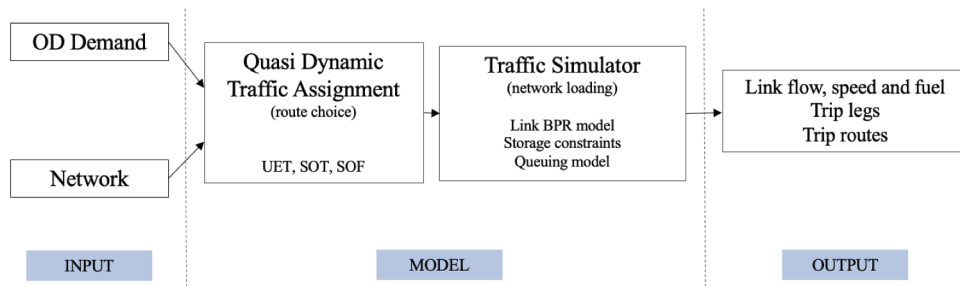 OD Demand
Network
Quasi Dynamic
Traffic Assignment
(route choice)
UET, SOT, SOF
Traffic Simulator
(network loading)
Link BPR model
Storage constraints
Queuing model
Link flow, speed and fuel
Trip legs
Trip routes
INPUT
MODEL
OUTPUT